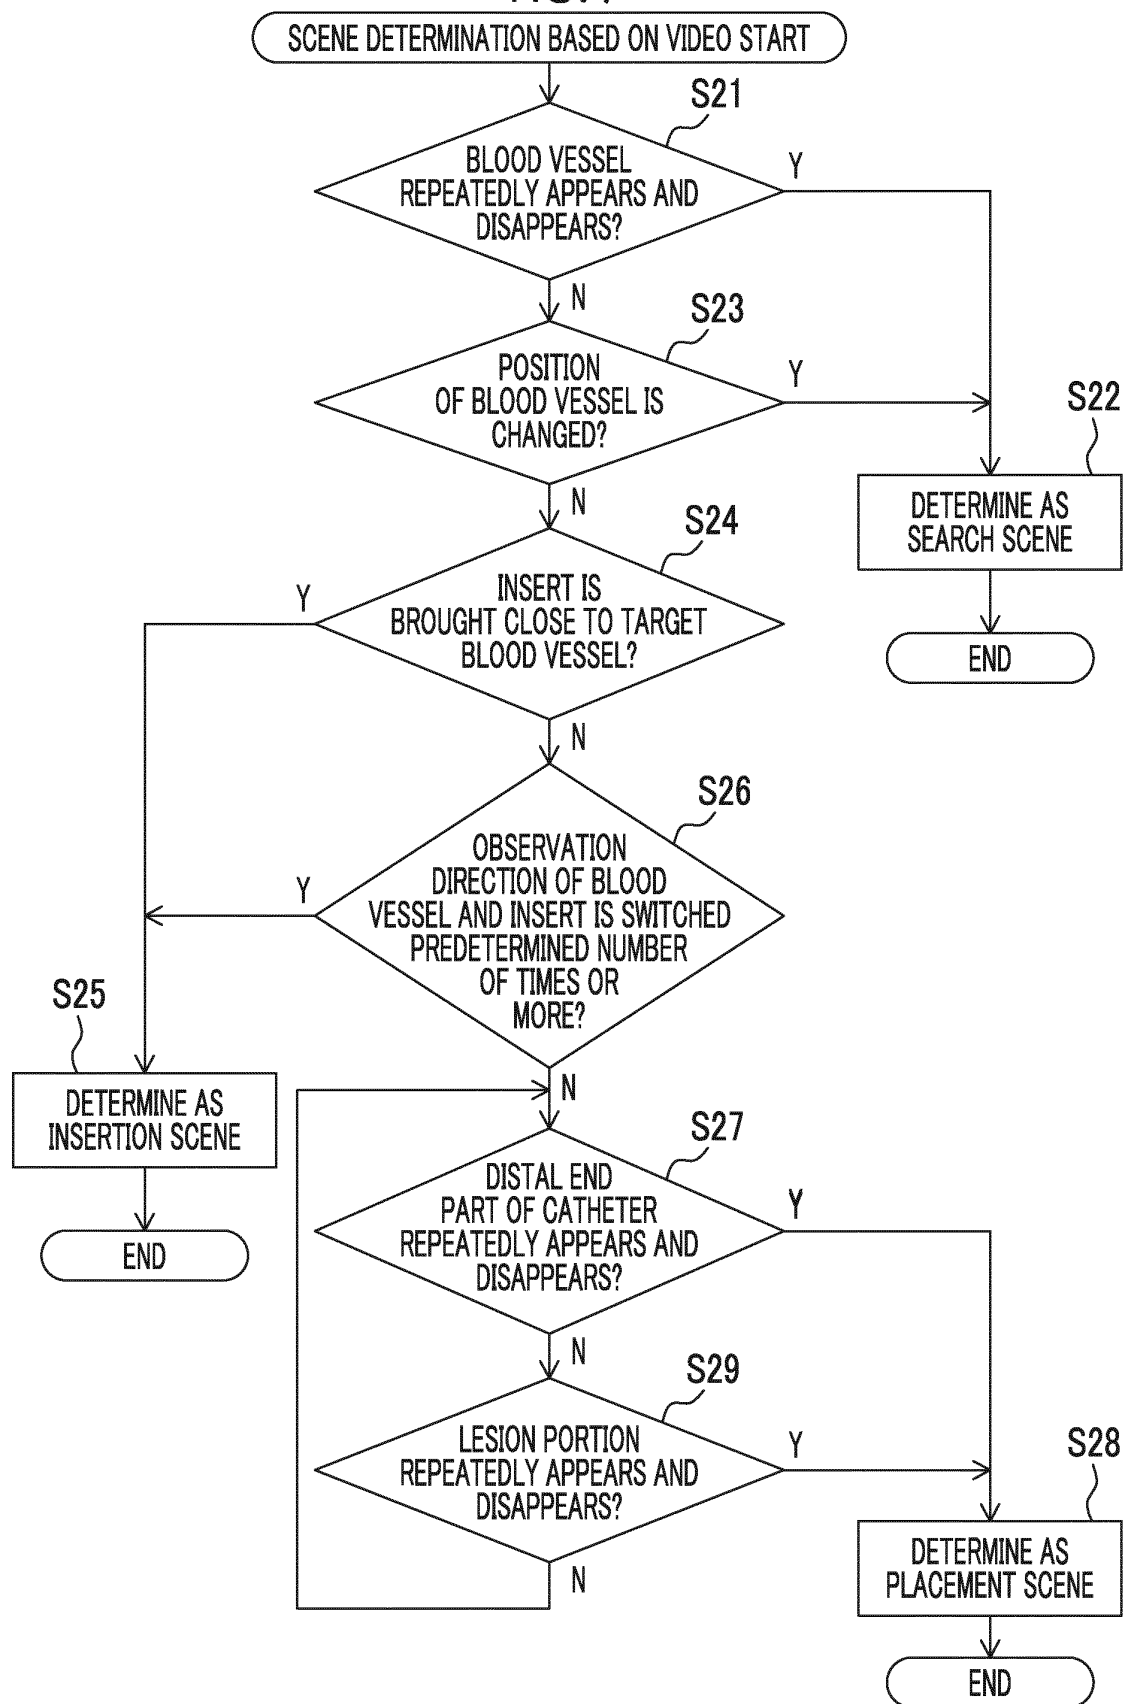 SCENE DETERMINATION BASED ON VIDEO START
S21
BLOOD VESSEL
REPEATEDLY APPEARS AND
DISAPPEARS?
Y
N
S23
POSITION
OF BLOOD VESSEL IS
CHANGED?
Y
N
S22
DETERMINE AS
SEARCH SCENE
END
S24
INSERT IS
BROUGHT CLOSE TO TARGET
BLOOD VESSEL?
Y
N
S26
OBSERVATION
DIRECTION OF BLOOD
VESSEL AND INSERT IS SWITCHED
PREDETERMINED NUMBER
OF TIMES OR
MORE?
Y
N
S25
DETERMINE AS
INSERTION SCENE
END
S27
DISTAL END
PART OF CATHETER
REPEATEDLY APPEARS AND
DISAPPEARS?
Y
N
S29
LESION PORTION
REPEATEDLY APPEARS AND
DISAPPEARS?
Y
N
S28
DETERMINE AS
PLACEMENT SCENE
END